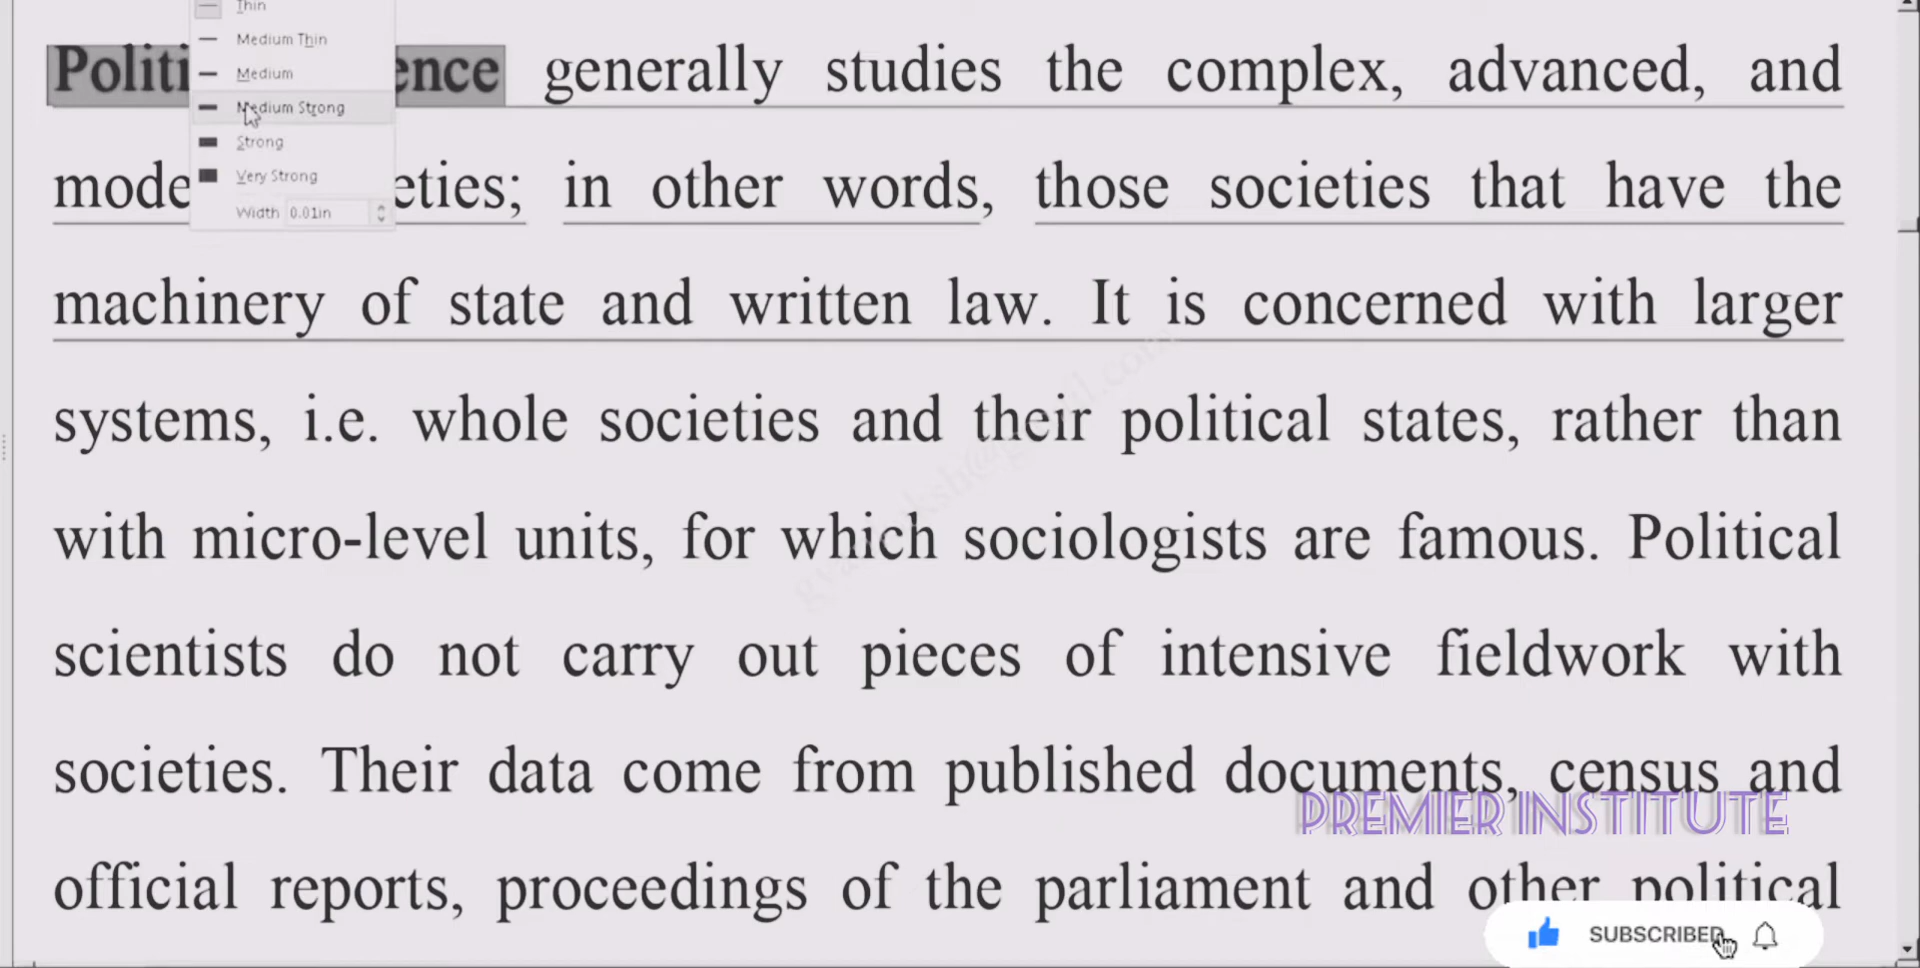 Thin
Medium Thin
Medium
Medium Strong
Strong
Very Strong
Width 0.01in
Politi ence generally studies the complex, advanced, and
mode eties; in other words, those societies that have the
machinery of state and written law. It is concerned with larger
systems, i.e. whole societies and their political states, rather than
with micro-level units, for which sociologists are famous. Political
scientists do not carry out pieces of intensive fieldwork with
societies. Their data come from published documents, census and
PREMIER INSTITUTE
official reports, proceedings of the parliament and other political
SUBSCRIBED